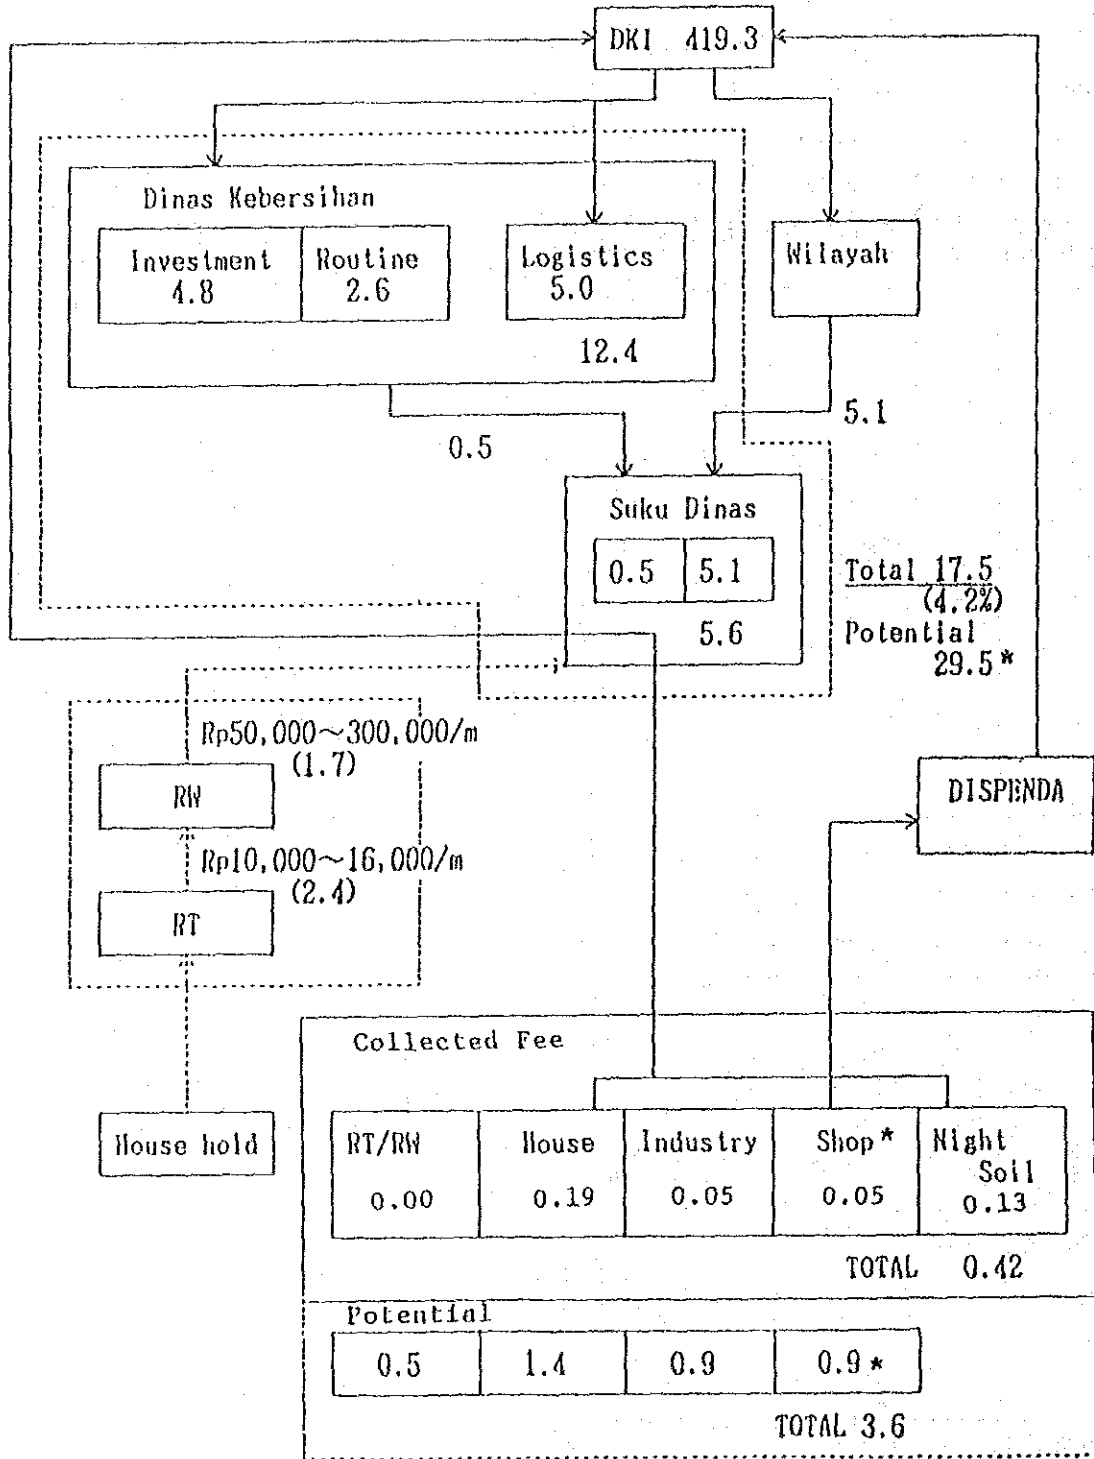 DKI 419.3
Dinas Kebersihan
Investment
4.8
Routine
2.6
Logistics
5.0
12.4
Wilayah
5.1
0.5
Suku Dinas
0.5 5.1
5.6
Total 17.5
(4.2%)
Potential
29.5*
Rp50,000~300,000/m
(1.7)
RW
Rp10,000~16,000/m
(2.4)
RT
House hold
DISPENDA
Collected Fee
RT/RW
0.00
House
0.19
Industry
0.05
Shop*
0.05
Night
Soil
0.13
TOTAL 0.42
Potential
0.5 1.4 0.9 0.9*
TOTAL 3.6